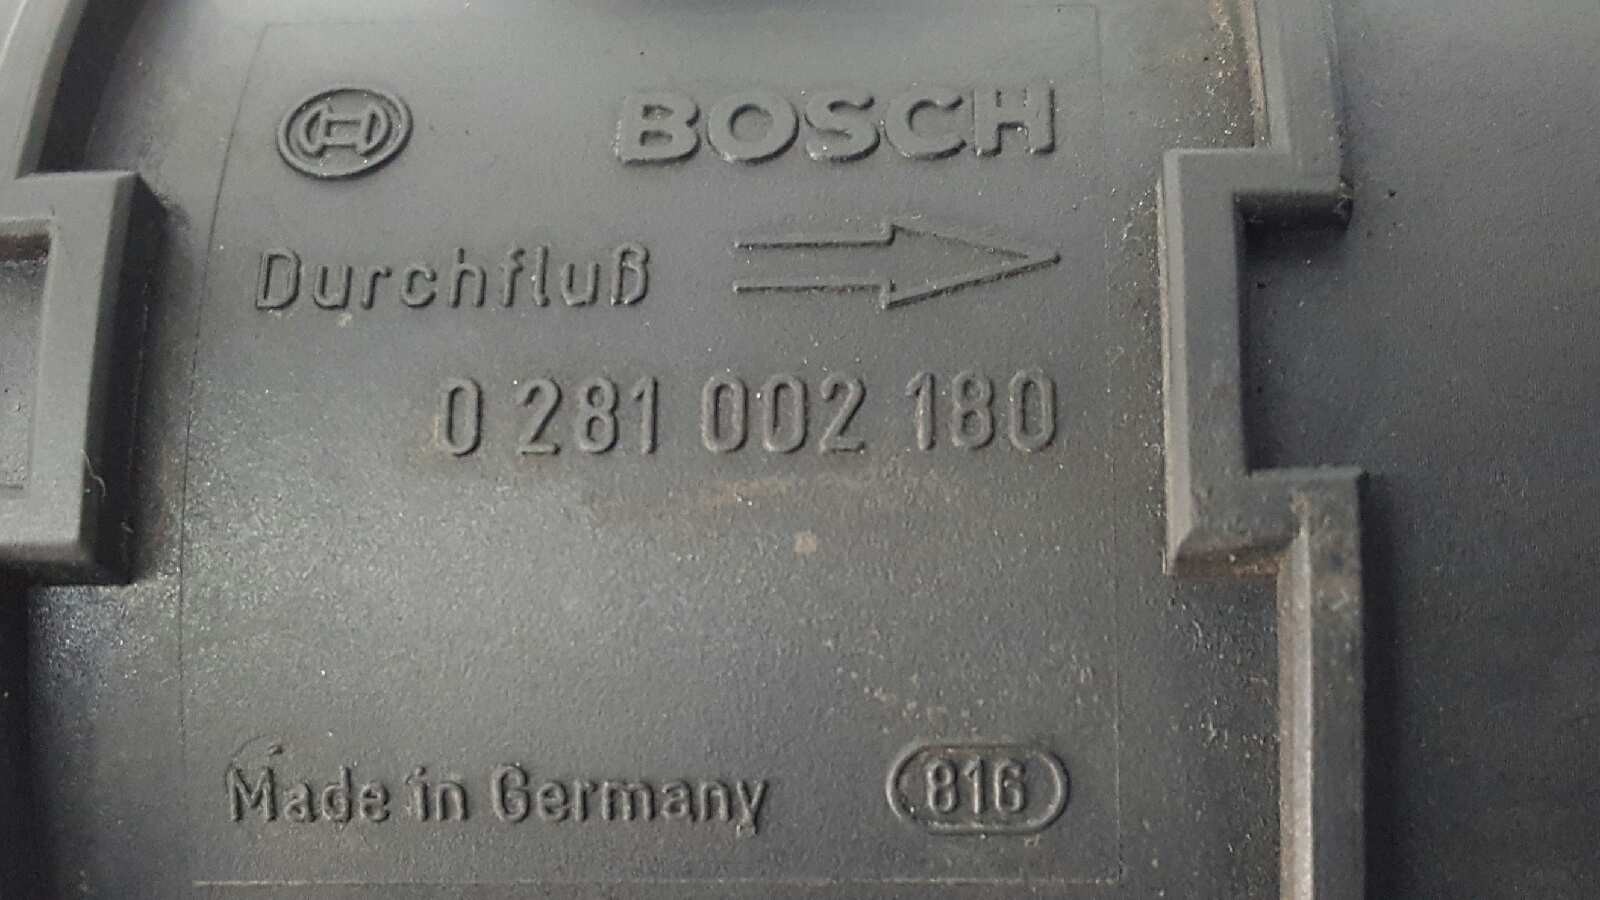 BOSCH
Durchfluß
0 281 002 180
Made in Germany 816